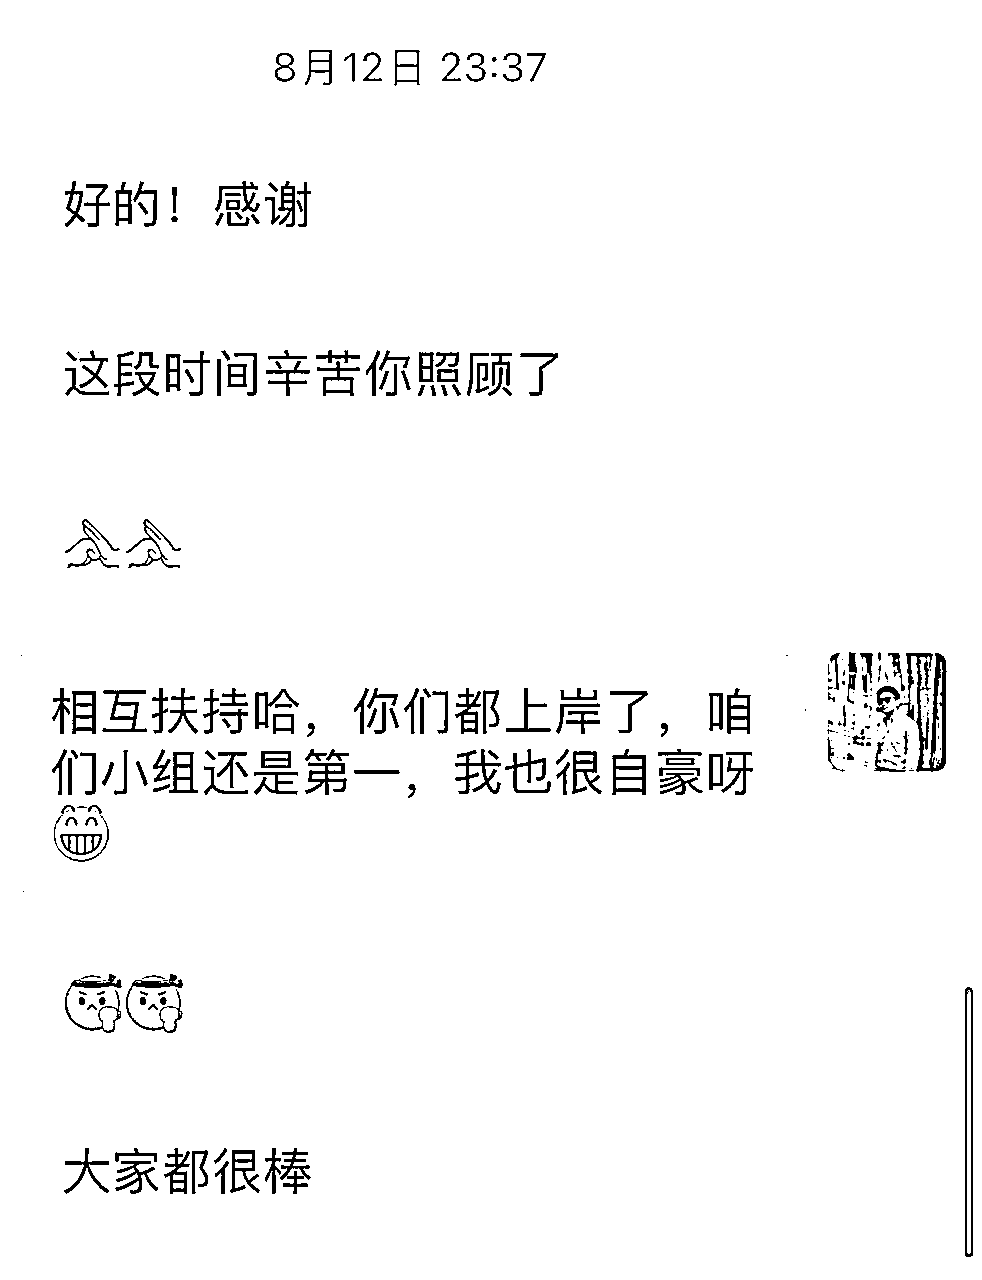 8月12日 23:37
好的！感谢
这段时间辛苦你照顾了
相互扶持哈，你们都上岸了，咱
们小组还是第一，我也很自豪呀
大家都很棒